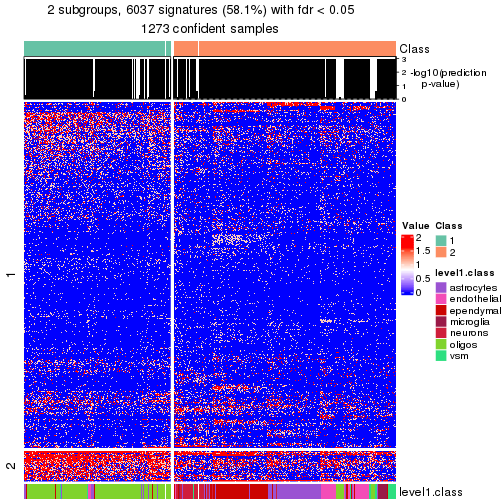 2 subgroups, 6037 signatures (58.1%) with fdr < 0.05
1273 confident samples
Class
3
2
1
0
-log10(prediction
p-value)
1
2
Value
2
1.5
1
0.5
0
Class
1
2
level1.class
astrocytes
endothelial
ependymal
microglia
neurons
oligos
vsm
level1.class